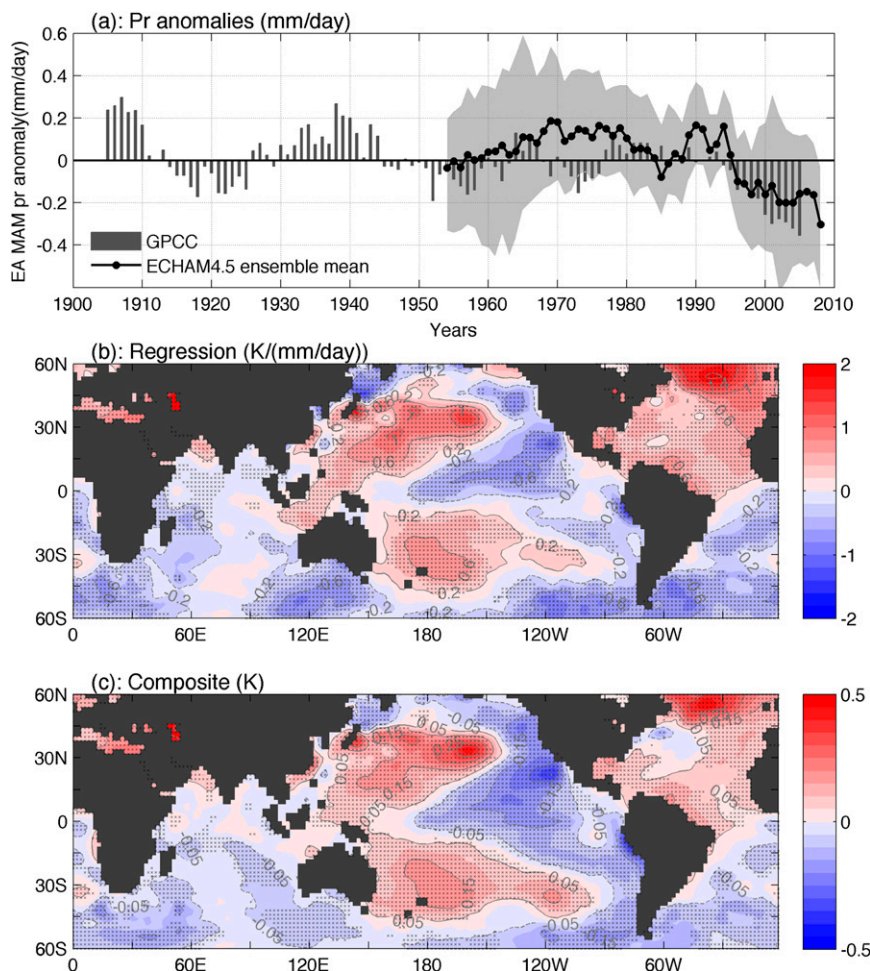 (a): Pr anomalies (mm/day)
EA MAM pr anomaly(mm/day)
0.6
0.4
0.2
0
-0.2
-0.4
GPCC
ECHAM4.5 ensemble mean
1900 1910 1920 1930 1940 1950 1960 1970 1980 1990 2000 2010
Years
(b): Regression (K/(mm/day))
60N
30N
0
30S
60S
0 60E 120E 180 120W 60W
2
1
0
-1
-2
(c): Composite (K)
60N
30N
0
30S
60S
0 60E 120E 180 120W 60W
0.5
0
-0.5